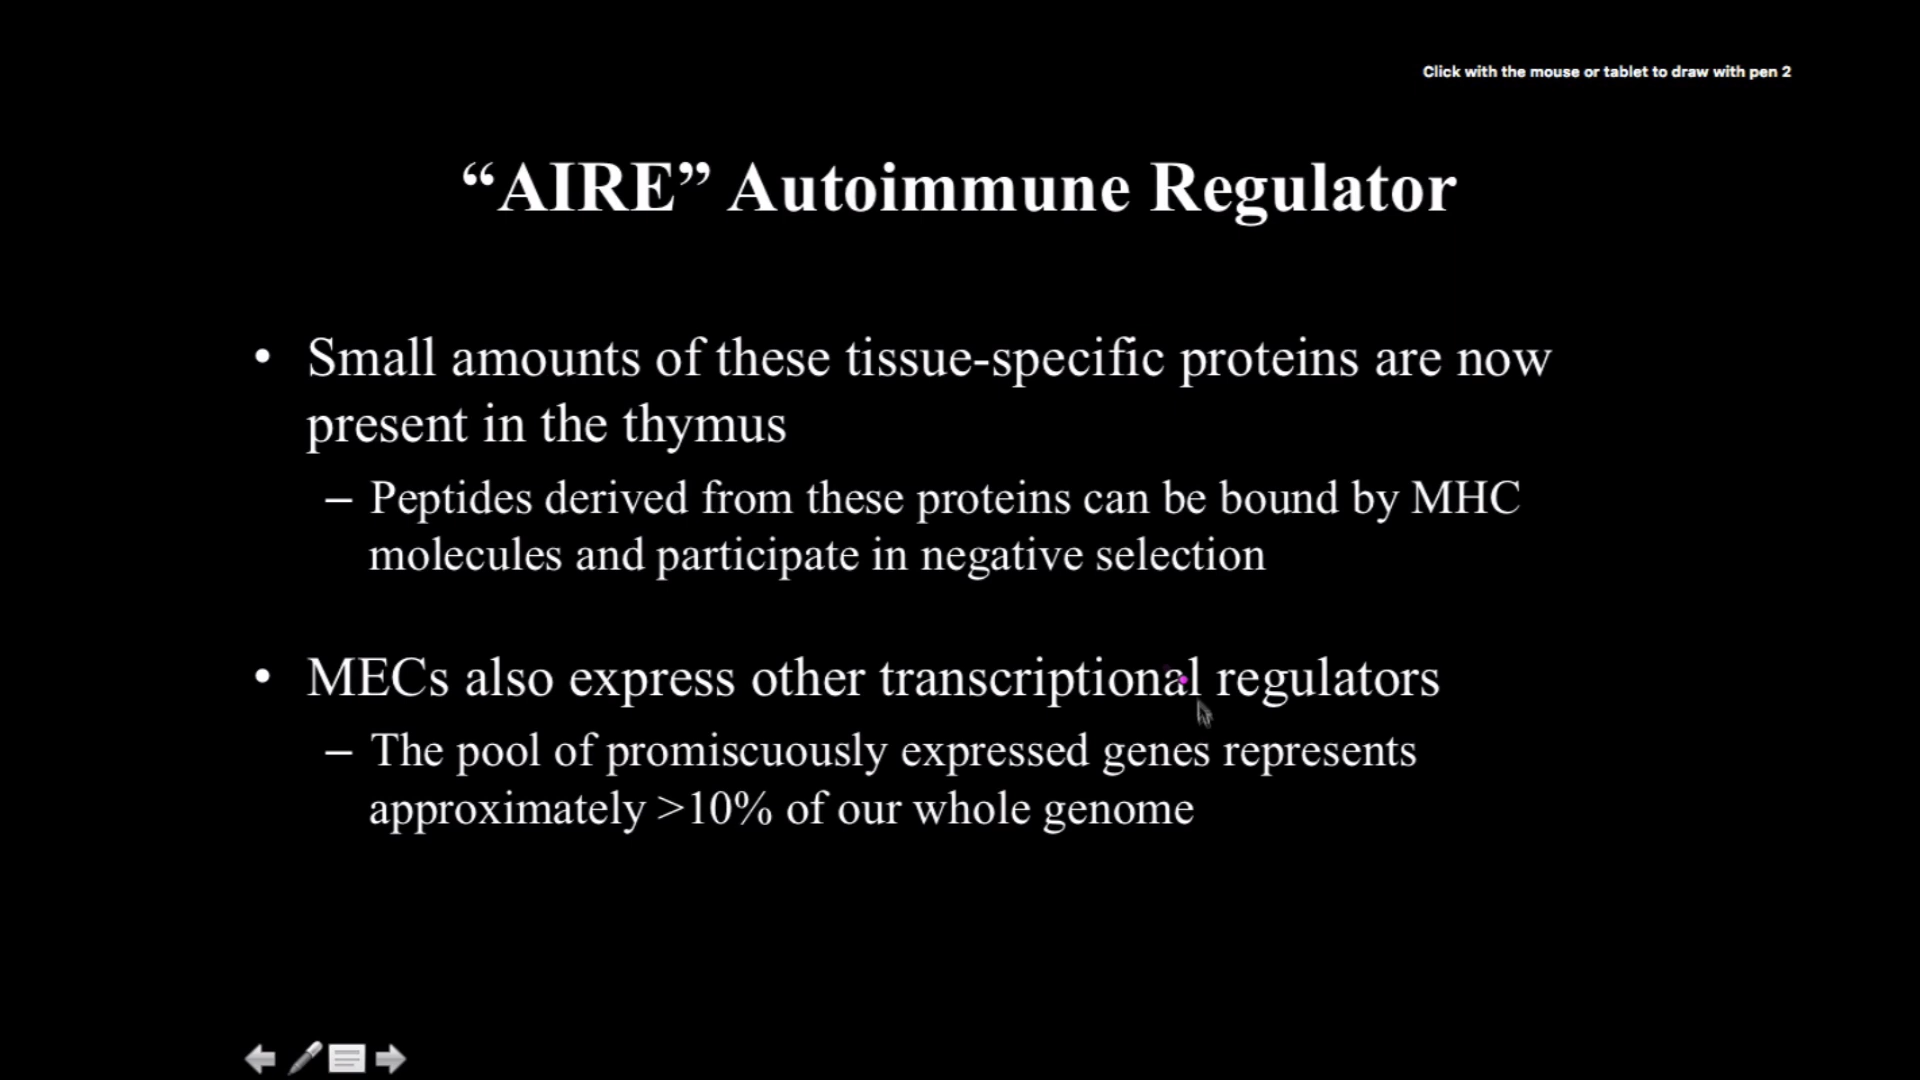 Click with the mouse or tablet to draw with pen 2
“AIRE” Autoimmune Regulator
• Small amounts of these tissue-specific proteins are now
present in the thymus
– Peptides derived from these proteins can be bound by MHC
molecules and participate in negative selection
• MECs also express other transcriptional regulators
– The pool of promiscuously expressed genes represents
approximately >10% of our whole genome